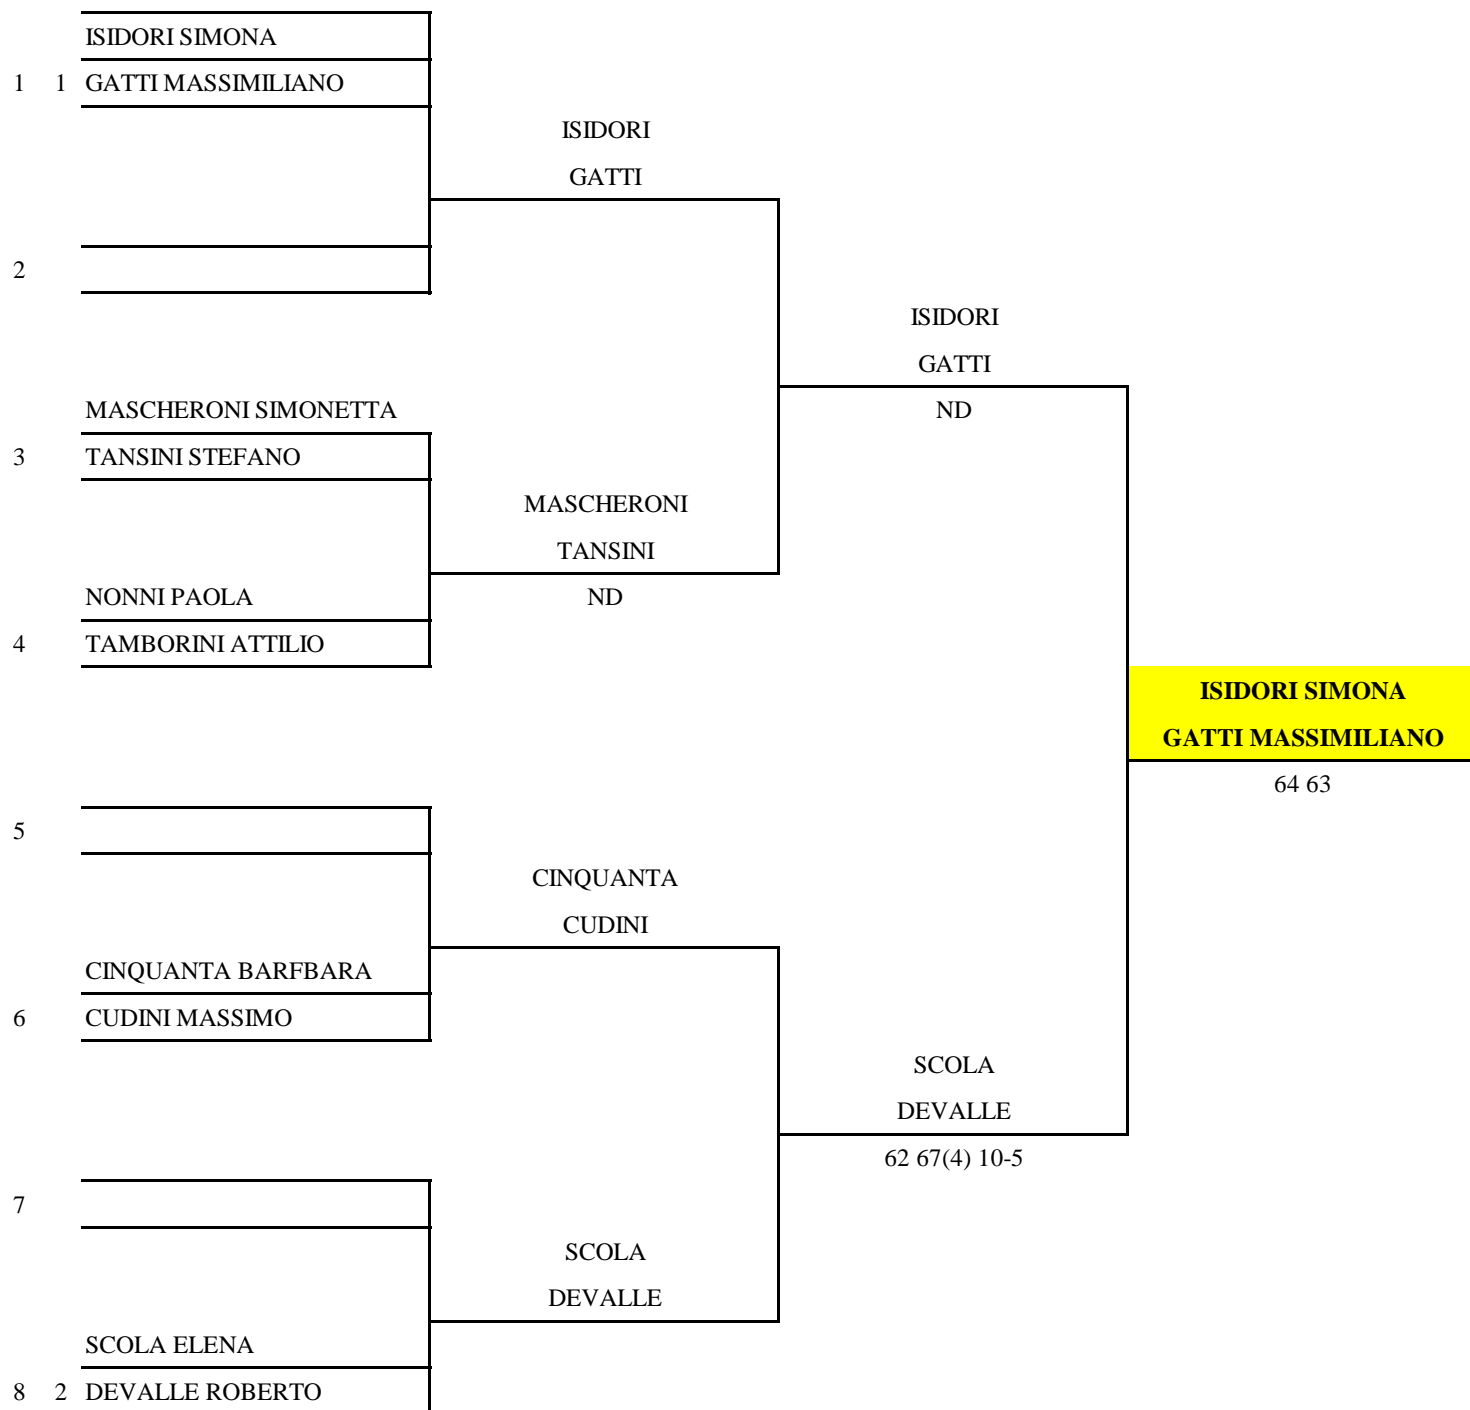 ISIDORI SIMONA
1 1 GATTI MASSIMILIANO
ISIDORI
GATTI
2
ISIDORI
GATTI
MASCHERONI SIMONETTA
ND
3 TANSINI STEFANO
MASCHERONI
TANSINI
NONNI PAOLA
ND
4 TAMBORINI ATTILIO
ISIDORI SIMONA
GATTI MASSIMILIANO
64 63
5
CINQUANTA
CUDINI
CINQUANTA BARFBARA
6 CUDINI MASSIMO
SCOLA
DEVALLE
62 67(4) 10-5
7
SCOLA
DEVALLE
SCOLA ELENA
8 2 DEVALLE ROBERTO